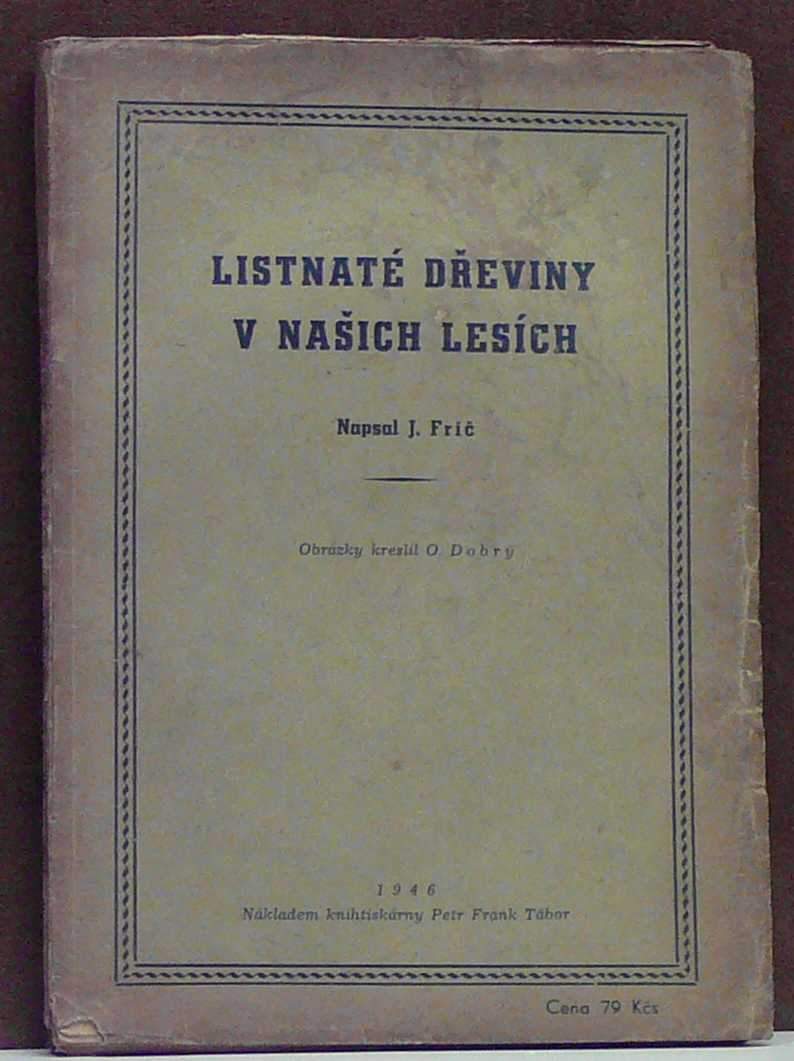 LISTNATÉ DŘEVINY
V NAŠICH LESÍCH
Napsal J. Frič
Obrázky kreslil O. Dobrý
1946
Nákladem knihtiskárny Petr Frank Tábor
Cena 79 Kčs